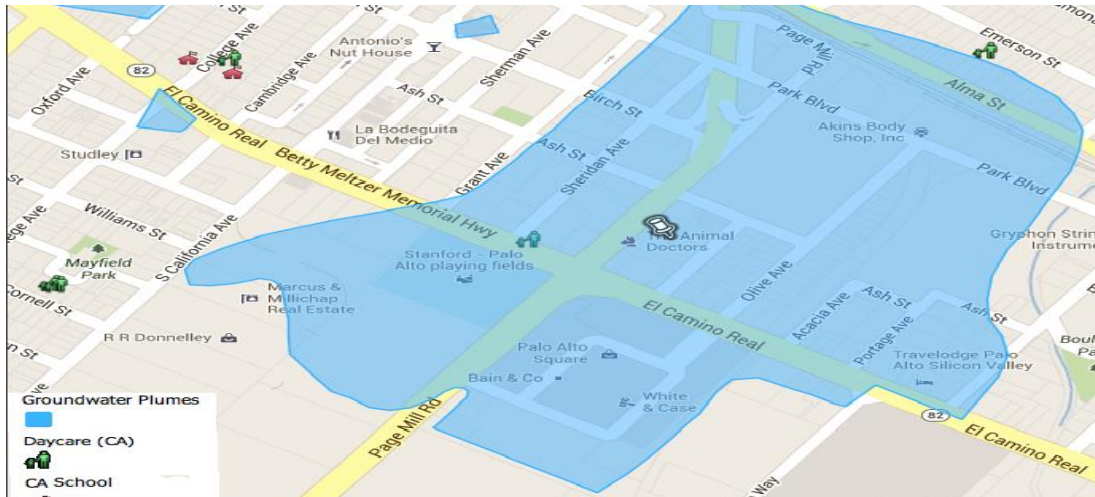 College Ave
Antonio's
Nut House
Sherman Ave
Page Mill Rd
Emerson St
Oxford Ave
82
Cambridge Ave
Ash St
Alma St
Birch St
Park Blvd
El Camino Real
Betty Meltzer Memorial Hwy
La Bodeguita
Del Medio
Akins Body
Shop, Inc
Studley
Grant Ave
Ash St
Sheridan Ave
Park Blvd
Williams St
S California Ave
Animal
Doctors
Gryphon Strin
Instrume
Mayfield
Park
Stanford - Palo
Alto playing fields
Olive Ave
Cornell St
Marcus &
Millichap
Real Estate
El Camino Real
Acacia Ave
Ash St
Portage Ave
Ash St
R R Donnelley
Palo Alto
Square
Travelodge Palo
Alto Silicon Valley
Bain & Co
White
& Case
Page Mill Rd
82
El Camino Real
Way
Groundwater Plumes
Daycare (CA)
CA School